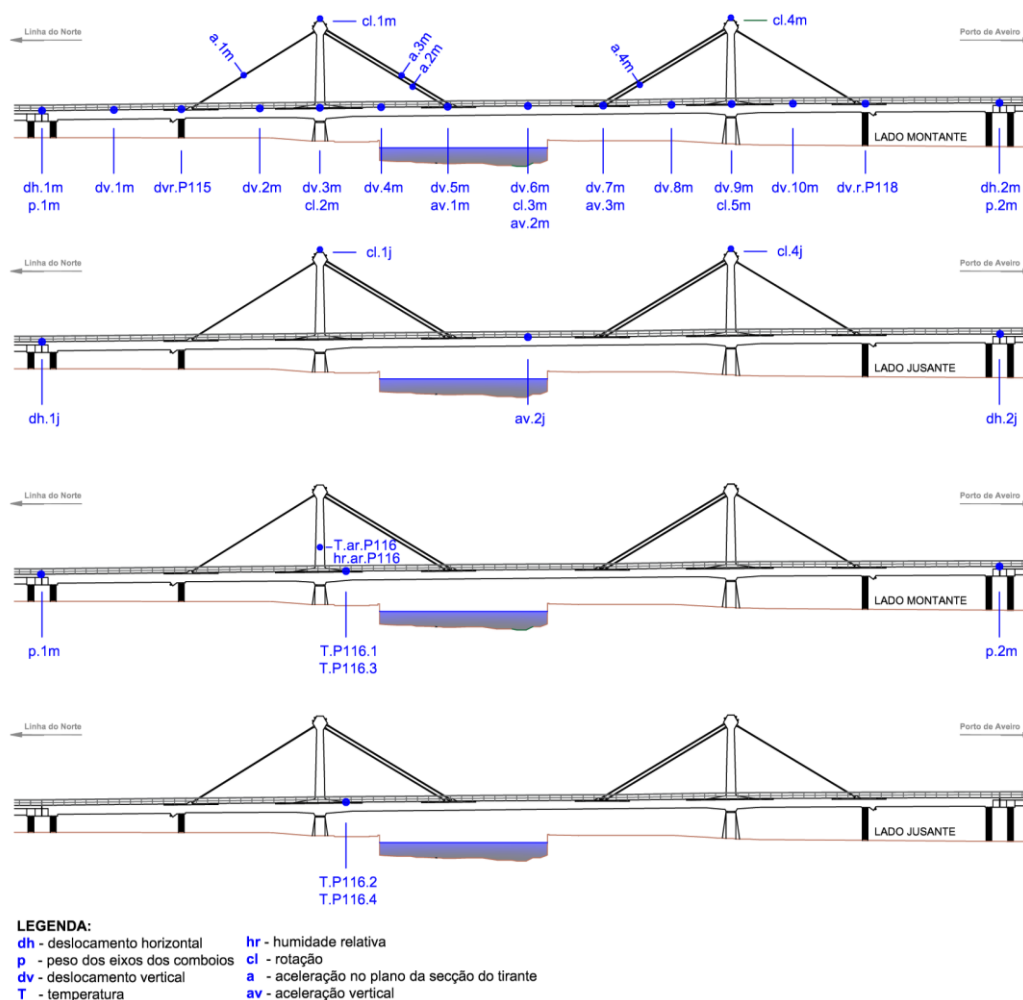 Linha do Norte
cl.1m
cl.4m
Porto de Aveiro
a.1m
a.3m
a.2m
a.4m
LADO MONTANTE
dh.1m dv.1m dvr.P115 dv.2m dv.3m dv.4m dv.5m dv.6m dv.7m dv.8m dv.9m dv.10m dv.r.P118 dh.2m
p.1m cl.2m av.1m cl.3m av.3m cl.5m p.2m
av.2m
Linha do Norte
cl.1j
cl.4j
Porto de Aveiro
LADO JUSANTE
dh.1j av.2j dh.2j
Linha do Norte
Porto de Aveiro
T.ar.P116
hr.ar.P116
LADO MONTANTE
p.1m T.P116.1 p.2m
T.P116.3
Linha do Norte
Porto de Aveiro
LADO JUSANTE
T.P116.2
T.P116.4
LEGENDA:
dh - deslocamento horizontal hr - humidade relativa
p - peso dos eixos dos comboios cl - rotação
dv - deslocamento vertical a - aceleração no plano da secção do tirante
T - temperatura av - aceleração vertical